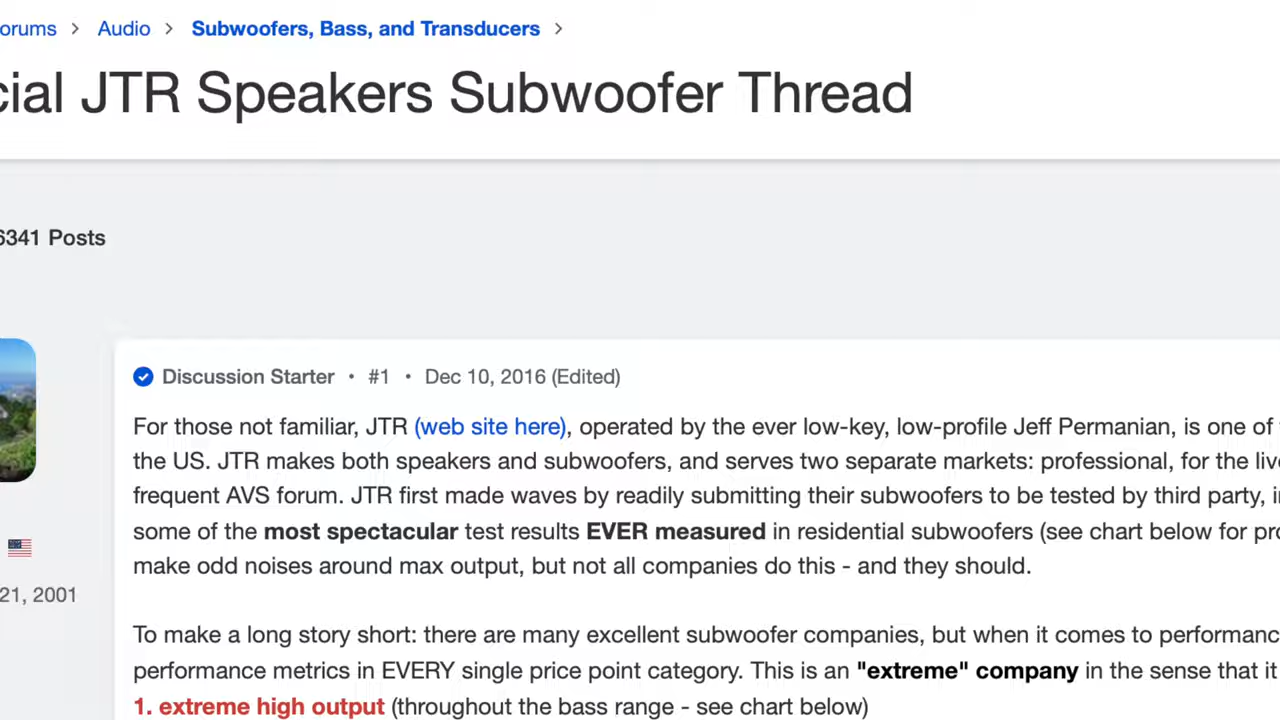 orums > Audio > Subwoofers, Bass, and Transducers >
cial JTR Speakers Subwoofer Thread
6341 Posts
Discussion Starter • #1 • Dec 10, 2016 (Edited)
For those not familiar, JTR (web site here), operated by the ever low-key, low-profile Jeff Permanian, is one of
the US. JTR makes both speakers and subwoofers, and serves two separate markets: professional, for the liv
frequent AVS forum. JTR first made waves by readily submitting their subwoofers to be tested by third party, i
some of the most spectacular test results EVER measured in residential subwoofers (see chart below for pro
make odd noises around max output, but not all companies do this - and they should.
21, 2001
To make a long story short: there are many excellent subwoofer companies, but when it comes to performanc
performance metrics in EVERY single price point category. This is an "extreme" company in the sense that it
1. extreme high output (throughout the bass range - see chart below)